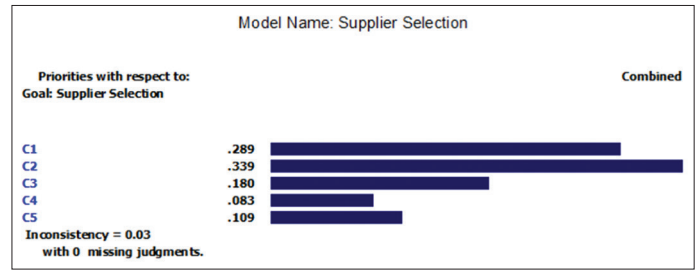 Model Name: Supplier Selection
Priorities with respect to: Combined
Goal: Supplier Selection
C1 .289
C2 .339
C3 .180
C4 .083
C5 .109
Inconsistency = 0.03
with 0 missing judgments.